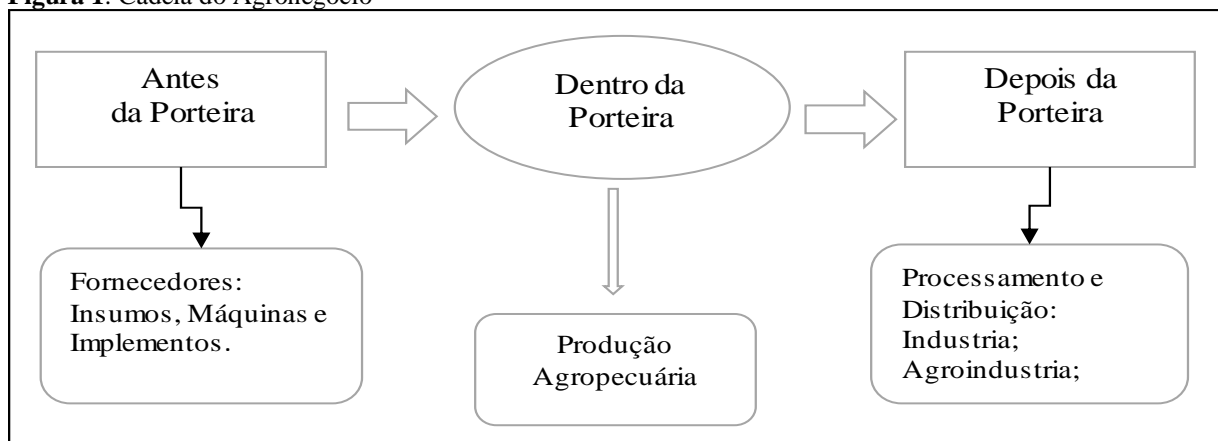 Figura 1: Cadeia do Agronegócio
Antes
da Porteira
Dentro da
Porteira
Depois da
Porteira
Fornecedores:
Insumos, Máquinas e
Implementos.
Produção
Agropecuária
Processamento e
Distribuição:
Industria;
Agroindustria;